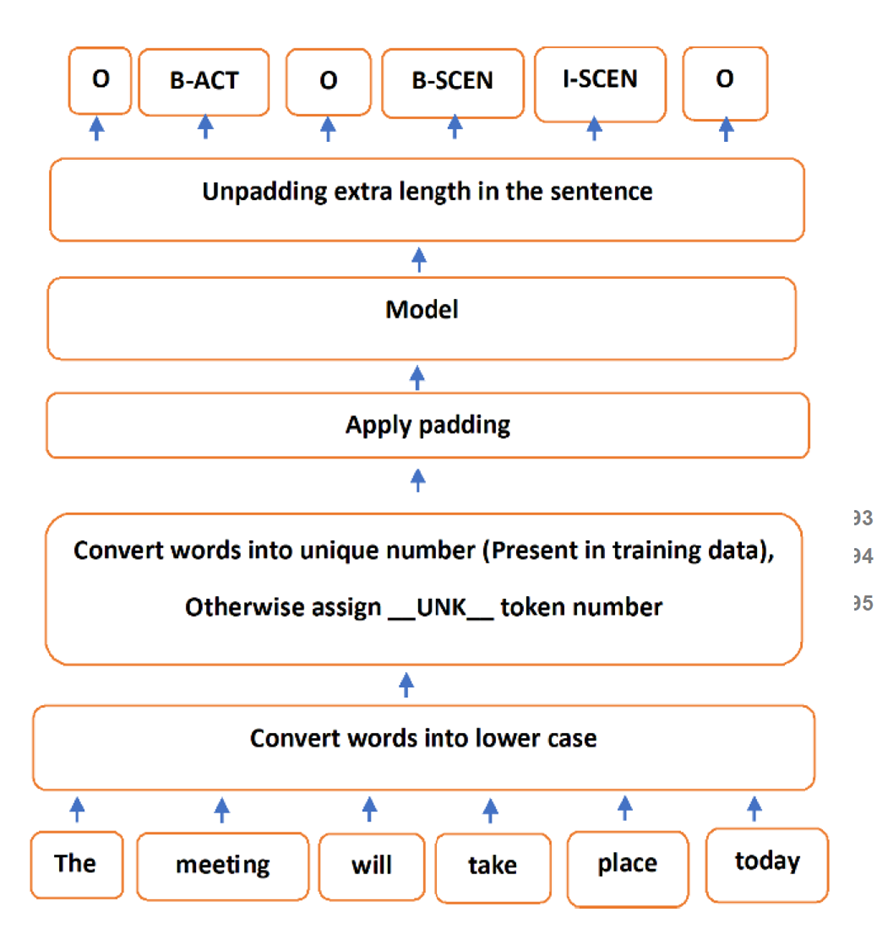 O B-ACT O B-SCEN I-SCEN O
Unpadding extra length in the sentence
Model
Apply padding
Convert words into unique number (Present in training data),
Otherwise assign __UNK__ token number
Convert words into lower case
The meeting will take place today
93
94
95